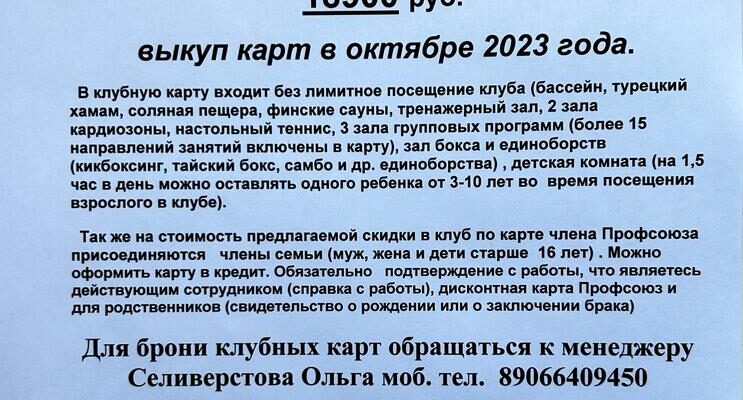 18900 руб.
выкуп карт в октябре 2023 года.
В клубную карту входит без лимитное посещение клуба (бассейн, турецкий
хамам, соляная пещера, финские сауны, тренажерный зал, 2 зала
кардиозоны, настольный теннис, 3 зала групповых программ (более 15
направлений занятий включены в карту), зал бокса и единоборств
(кикбоксинг, тайский бокс, самбо и др. единоборства) , детская комната (на 1,5
час в день можно оставлять одного ребенка от 3-10 лет во время посещения
взрослого в клубе).
Так же на стоимость предлагаемой скидки в клуб по карте члена Профсоюза
присоединяются члены семьи (муж, жена и дети старше 16 лет) . Можно
оформить карту в кредит. Обязательно подтверждение с работы, что являетесь
действующим сотрудником (справка с работы), дисконтная карта Профсоюз и
для родственников (свидетельство о рождении или о заключении брака)
Для брони клубных карт обращаться к менеджеру
Селиверстова Ольга моб. тел. 89066409450